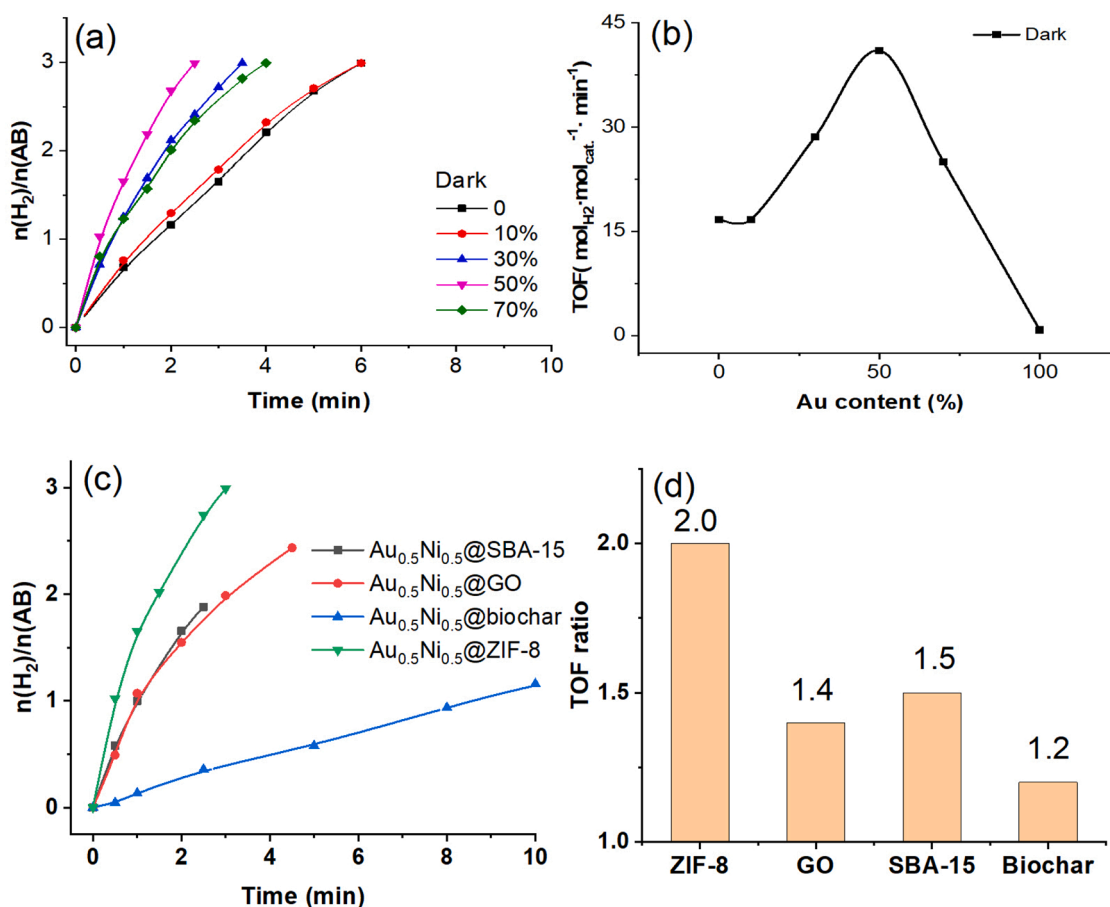 (a)
n(H2)/n(AB)
3
2
1
0
Dark
0
10%
30%
50%
70%
0 1 2 3 4 5 6 7 8
Time (min)
(b)
Dark
TOF( molH2·molcat.-1· min-1)
45
30
15
0
0 50 100
Au content (%)
(c)
n(H2)/n(AB)
3
2
1
0
Au0.5Ni0.5@SBA-15
Au0.5Ni0.5@GO
Au0.5Ni0.5@biochar
Au0.5Ni0.5@ZIF-8
0 2 4 6 8 10
Time (min)
(d)
TOF ratio
2.0
1.5
1.0
2.0
1.4
1.5
1.2
ZIF-8 GO SBA-15 Biochar